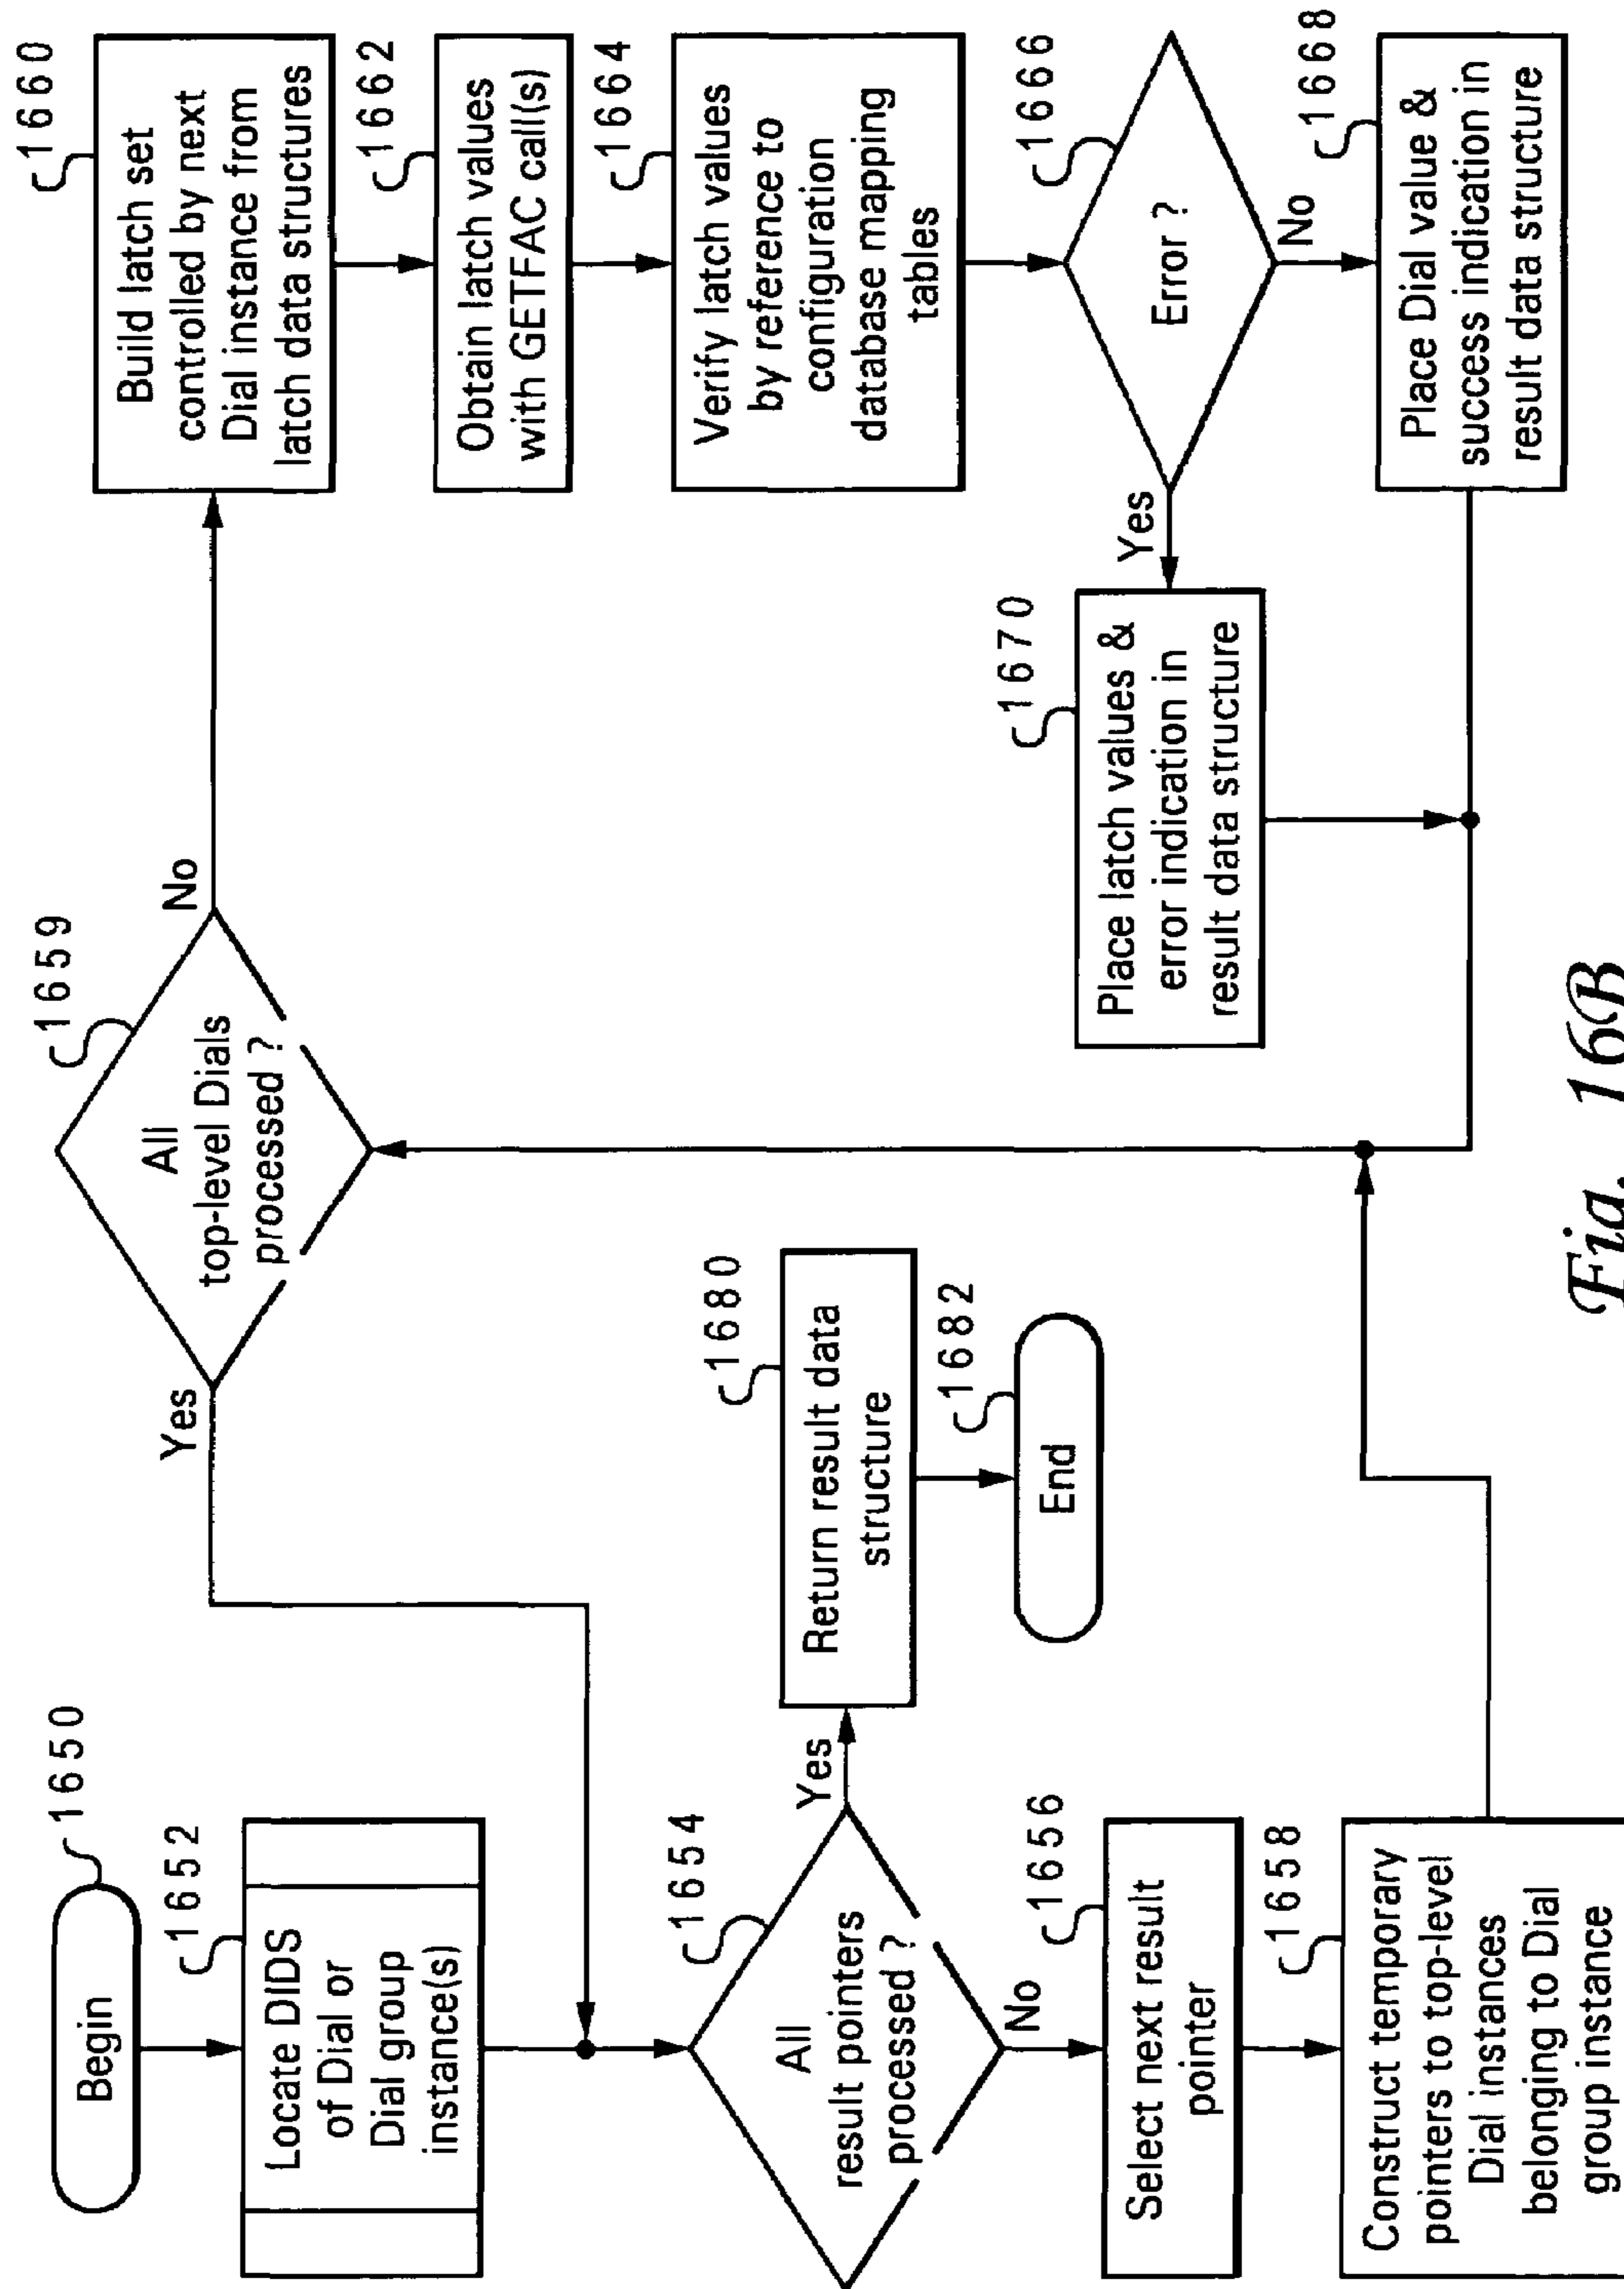 Begin
1650
1652
Locate DIDS
of Dial or
Dial group
instance(s)
1654
All
result pointers
processed ?
Yes
No
1656
Select next result
pointer
1658
Construct temporary
pointers to top-level
Dial instances
belonging to Dial
group instance
1680
Return result data
structure
1682
End
1659
All
top-level Dials
processed ?
Yes
No
1660
Build latch set
controlled by next
Dial instance from
latch data structures
1662
Obtain latch values
with GETFAC call(s)
1664
Verify latch values
by reference to
configuration
database mapping
tables
1666
Error ?
Yes
No
1670
Place latch values &
error indication in
result data structure
1668
Place Dial value &
success indication in
result data structure
Fig. 16B